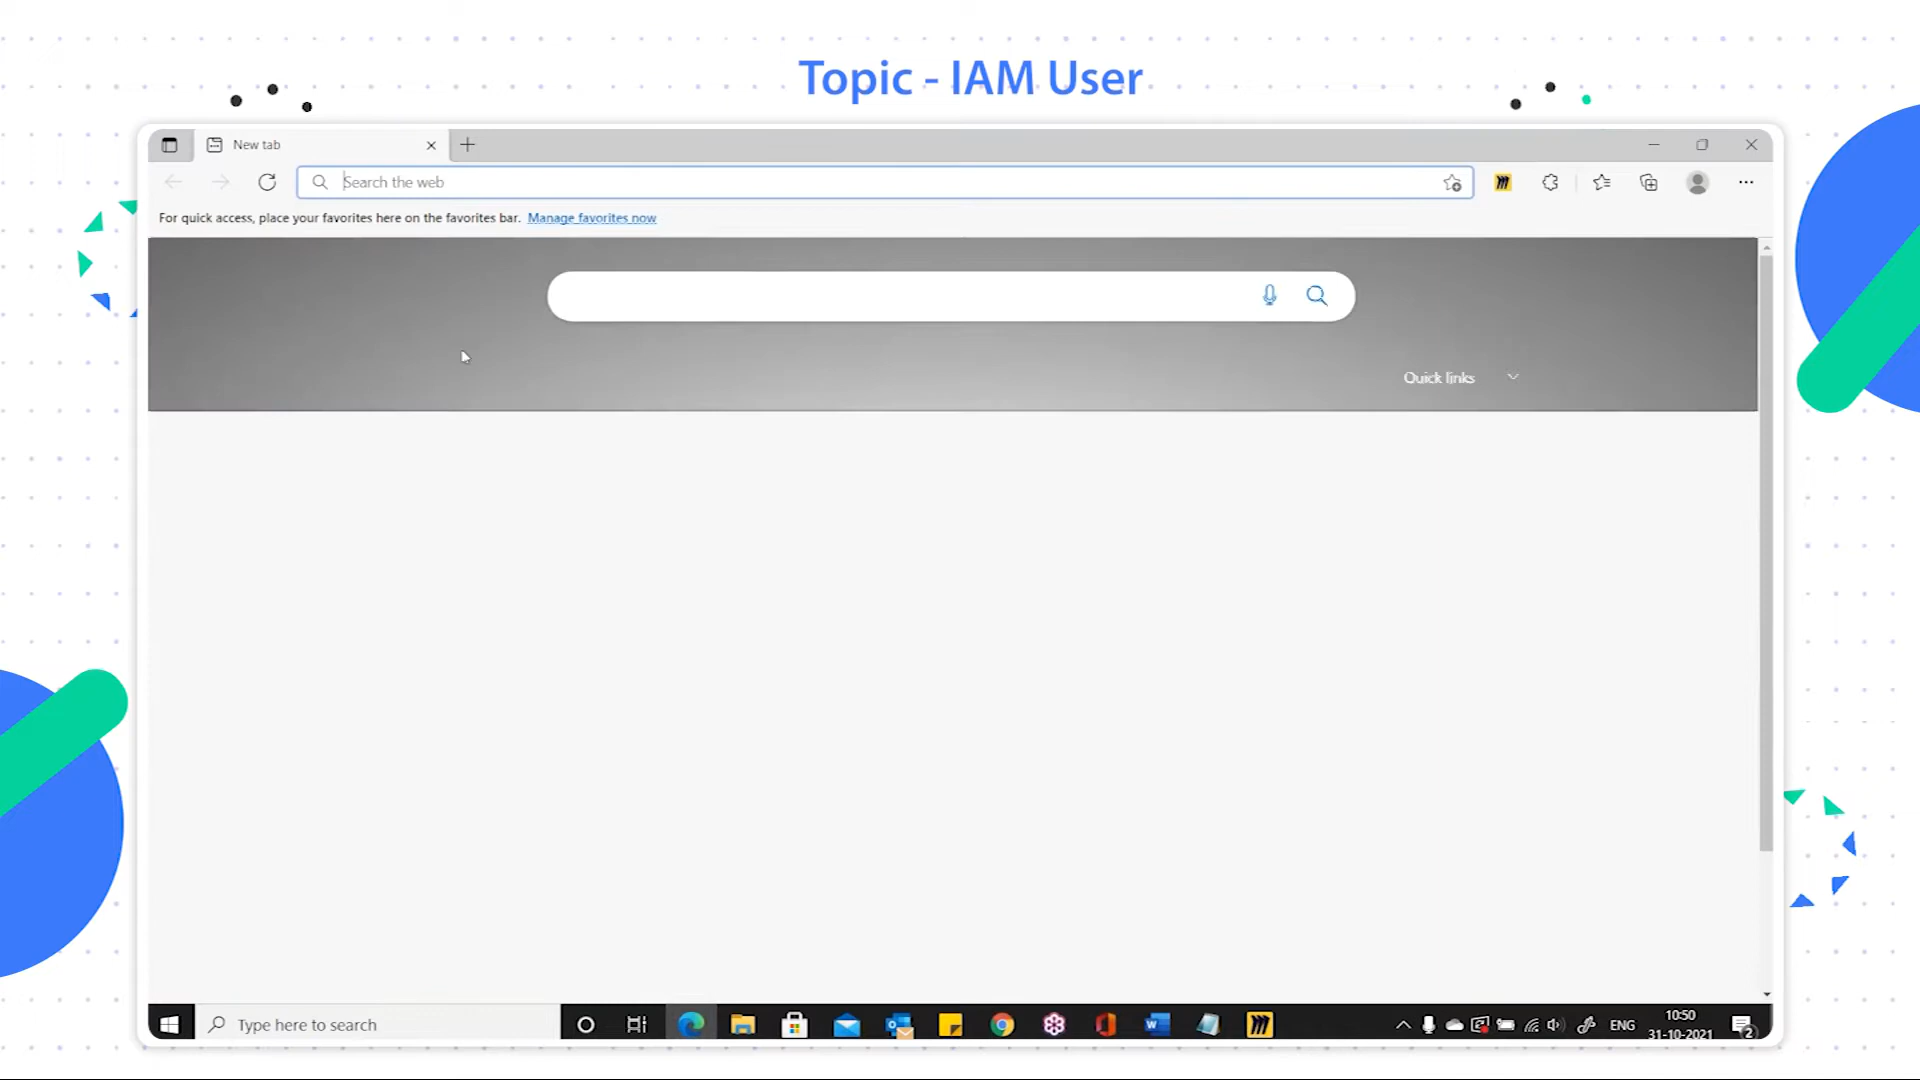 Topic - IAM User
New tab
Search the web
For quick access, place your favorites here on the favorites bar. Manage favorites now
Quick links
Type here to search
ENG
10:50
31-10-2021
2